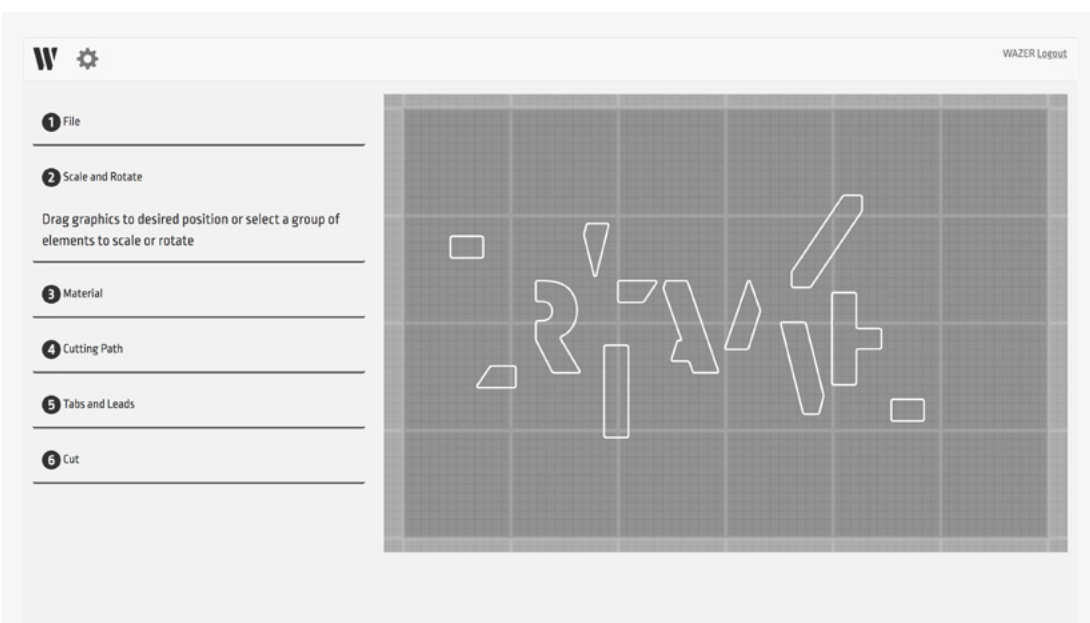 W
WAZER Logout
1 File
2 Scale and Rotate
Drag graphics to desired position or select a group of
elements to scale or rotate
3 Material
4 Cutting Path
5 Tabs and Leads
6 Cut